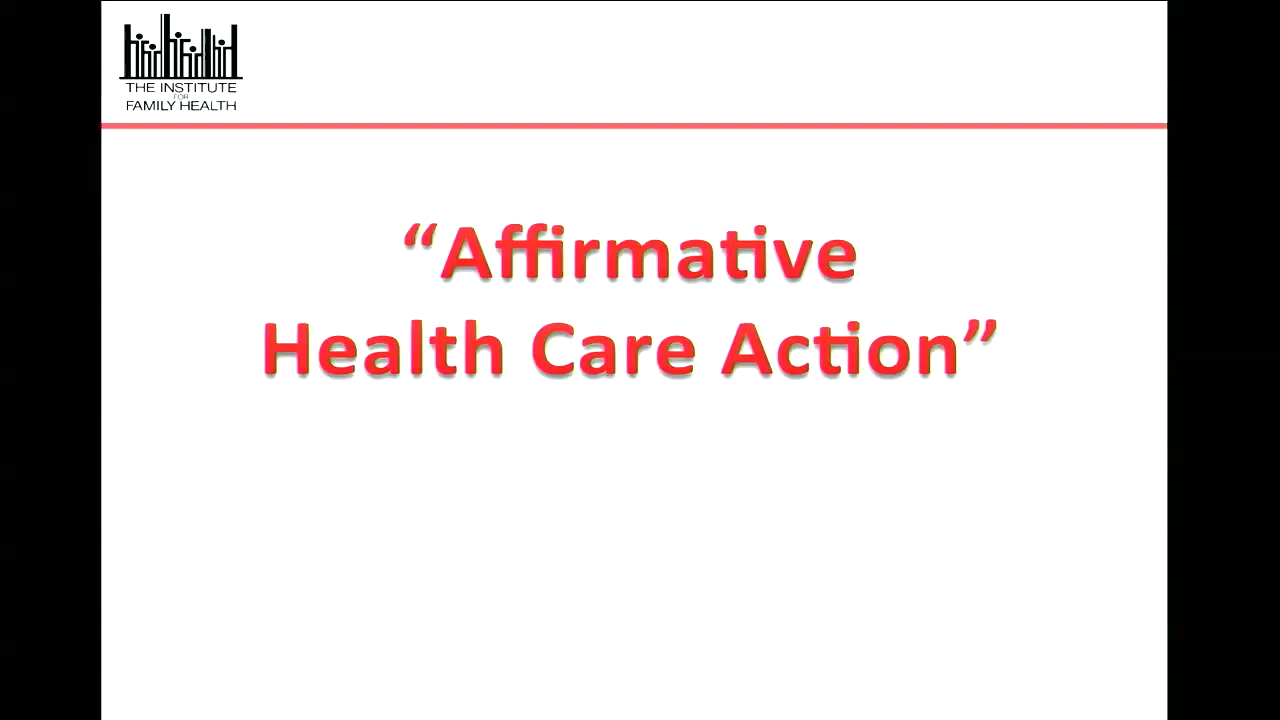 THE INSTITUTE
FOR
FAMILY HEALTH
“Affirmative
Health Care Action”